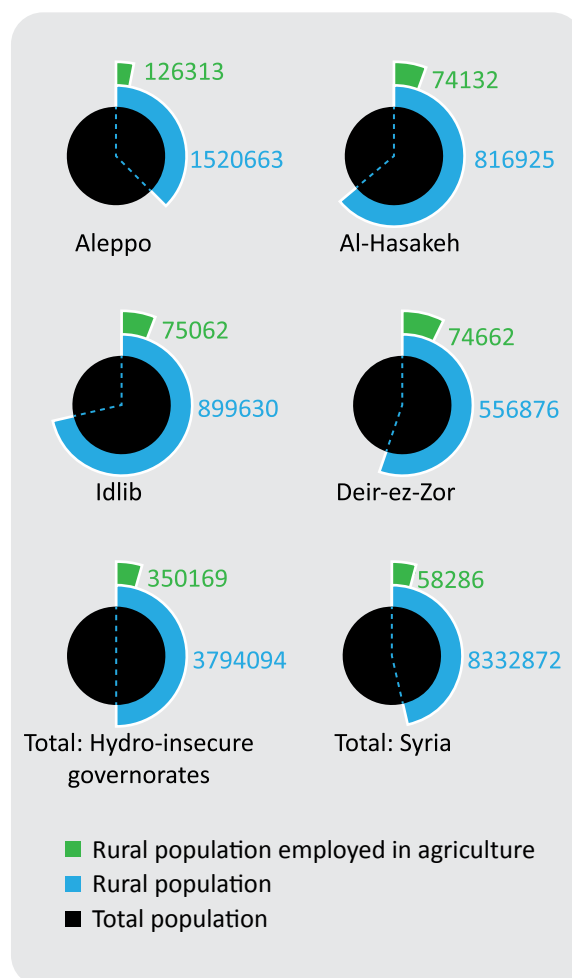 126313
1520663
Aleppo
74132
816925
Al-Hasakeh
75062
899630
Idlib
74662
556876
Deir-ez-Zor
350169
3794094
Total: Hydro-insecure
governorates
58286
8332872
Total: Syria
Rural population employed in agriculture
Rural population
Total population